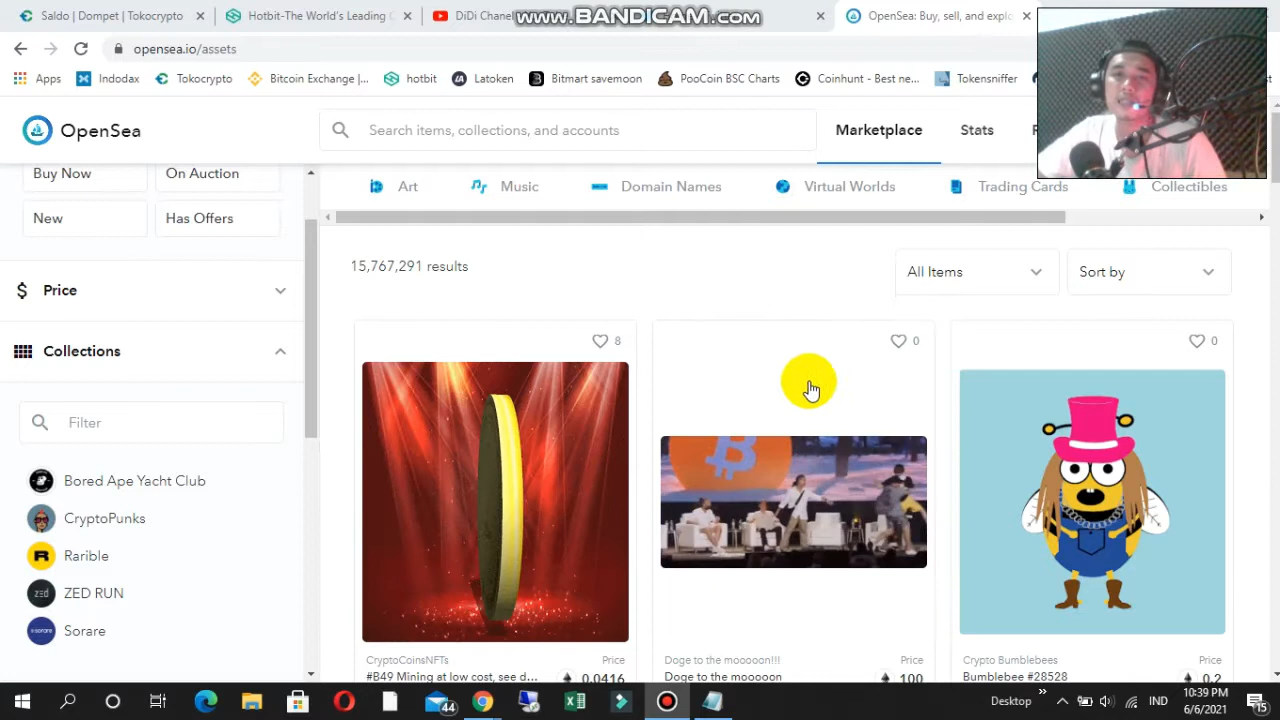 Saldo | Dompet | Tokocrypto
Hotbit-The World's Leading C
DiDi Chanel
www.BANDICAM.com
OpenSea: Buy, sell, and explo
opensea.io/assets
Apps
Indodax
Tokocrypto
Bitcoin Exchange |...
hotbit
Latoken
Bitmart savemoon
PooCoin BSC Charts
Coinhunt - Best ne...
Tokensniffer
OpenSea
Search items, collections, and accounts
Marketplace
Stats
Buy Now
On Auction
Art
Music
Domain Names
Virtual Worlds
Trading Cards
Collectibles
New
Has Offers
15,767,291 results
All Items
Sort by
$ Price
Collections
8
0
0
Filter
Bored Ape Yacht Club
CryptoPunks
Rarible
ZED RUN
Sorare
CryptoCoinsNFTs
Price
#B49 Mining at low cost, see d...
0.0416
Doge to the moooon!!!
Price
Doge to the mooooon
100
Crypto Bumblebees
Price
Bumblebee #28528
0.2
44
Desktop
IND
10:39 PM
6/6/2021
15